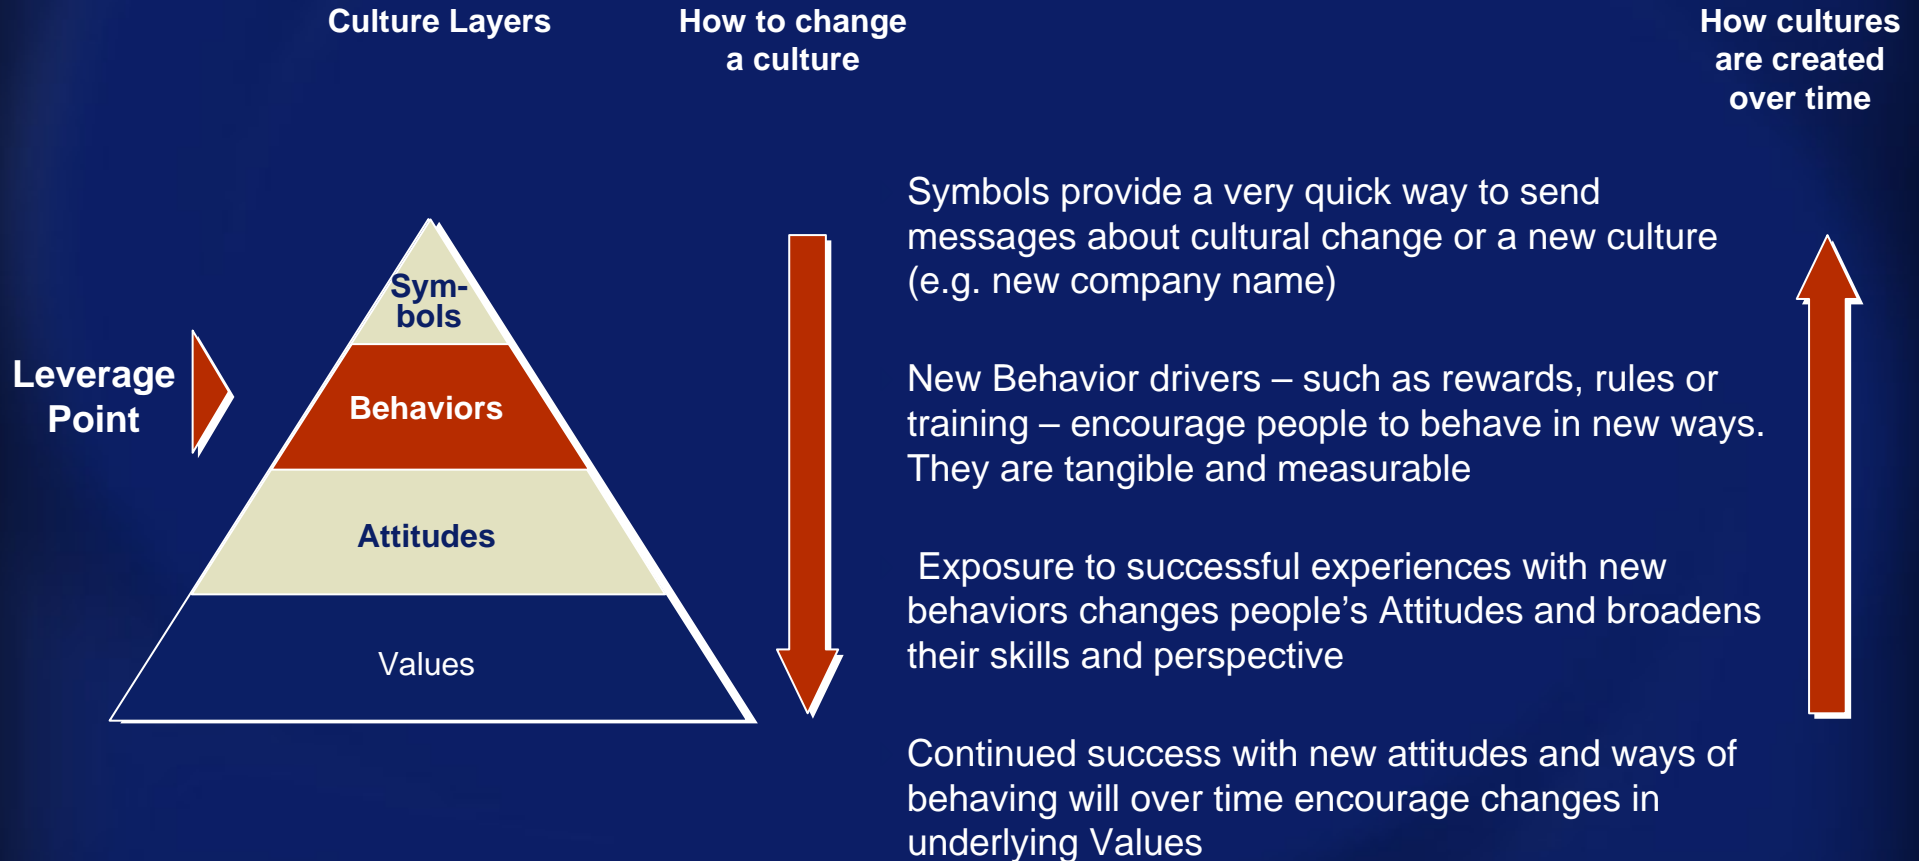 Culture Layers
How to change
a culture
How cultures
are created
over time
Symbols provide a very quick way to send
messages about cultural change or a new culture
(e.g. new company name)
Sym-
bols
Leverage
Point
Behaviors
New Behavior drivers – such as rewards, rules or
training – encourage people to behave in new ways.
They are tangible and measurable
Attitudes
Exposure to successful experiences with new
behaviors changes people’s Attitudes and broadens
their skills and perspective
Values
Continued success with new attitudes and ways of
behaving will over time encourage changes in
underlying Values